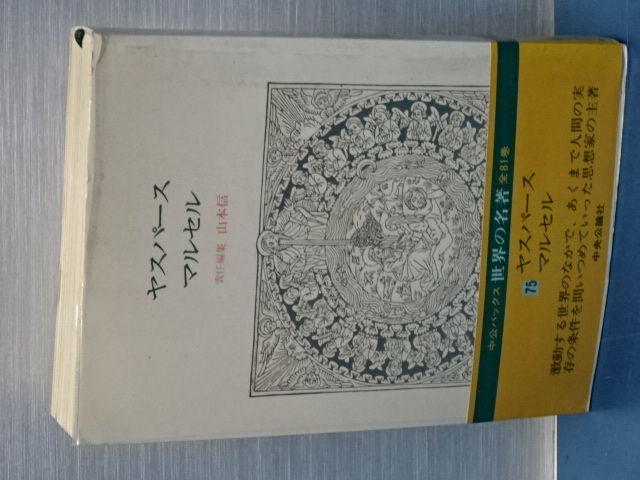 ヤスパース
マルセル
責任編集 山本信
中公バックス 世界の名著 全81巻
75
ヤスパース
マルセル
激動する世界のなかで、あくまで人間の実
存の条件を問いつめていった思想家の主著
中央公論社